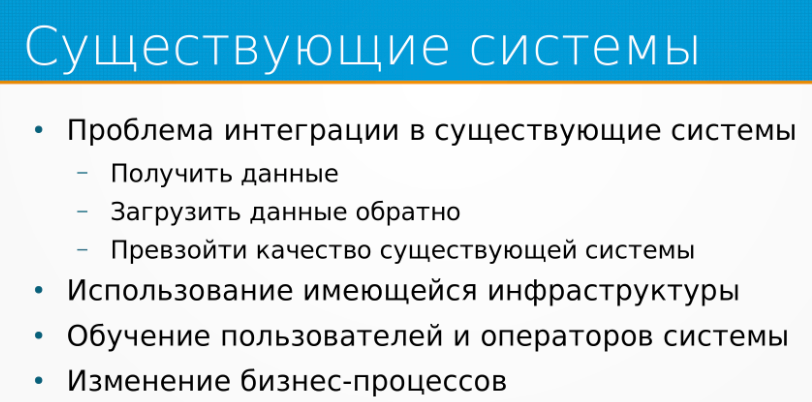 Существующие системы
• Проблема интеграции в существующие системы
– Получить данные
– Загрузить данные обратно
– Превзойти качество существующей системы
• Использование имеющейся инфраструктуры
• Обучение пользователей и операторов системы
• Изменение бизнес-процессов